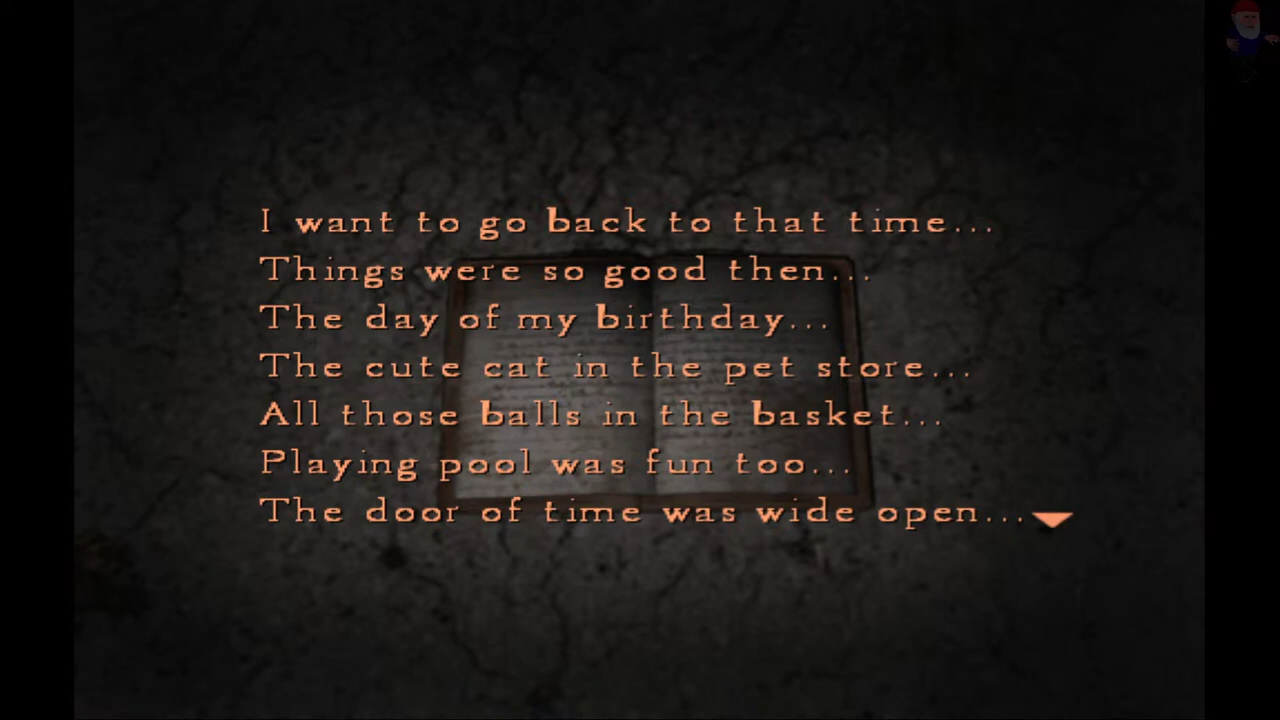 I want to go back to that time...
Things were so good then...
The day of my birthday...
The cute cat in the pet store...
All those balls in the basket...
Playing pool was fun too...
The door of time was wide open...